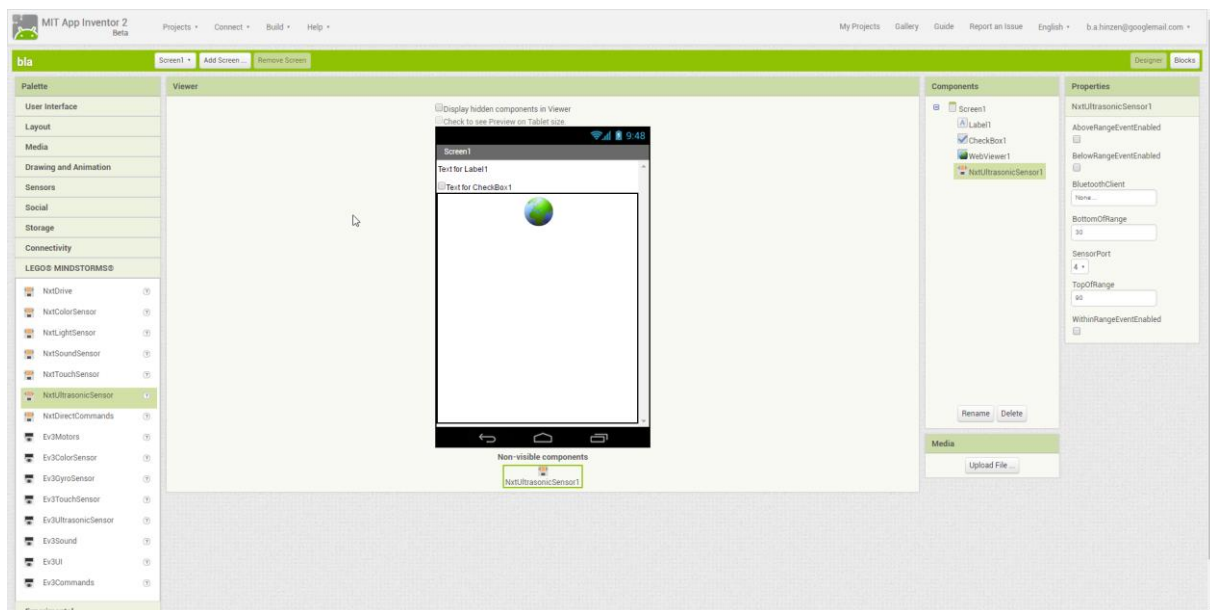 MIT App Inventor 2
Beta
Projects Connect Build Help
My Projects Gallery Guide Report an Issue English b.a.hinzen@googlemail.com
bla
Screen1 Add Screen ... Remove Screen
Designer Blocks
Palette
User Interface
Layout
Media
Drawing and Animation
Sensors
Social
Storage
Connectivity
LEGO® MINDSTORMS®
NxtDrive
NxtColorSensor
NxtLightSensor
NxtSoundSensor
NxtTouchSensor
NxtUltrasonicSensor
NxtDirectCommands
Ev3Motors
Ev3ColorSensor
Ev3GyroSensor
Ev3TouchSensor
Ev3UltrasonicSensor
Ev3Sound
Ev3UI
Ev3Commands
Viewer
Display hidden components in Viewer
Check to see Preview on Tablet size.
9:48
Screen1
Text for Label1
Text for CheckBox1
Non-visible components
NxtUltrasonicSensor1
Components
Screen1
Label1
CheckBox1
WebViewer1
NxtUltrasonicSensor1
Rename Delete
Media
Upload File ...
Properties
NxtUltrasonicSensor1
AboveRangeEventEnabled
BelowRangeEventEnabled
BluetoothClient
None...
BottomOfRange
30
SensorPort
4
TopOfRange
90
WithinRangeEventEnabled